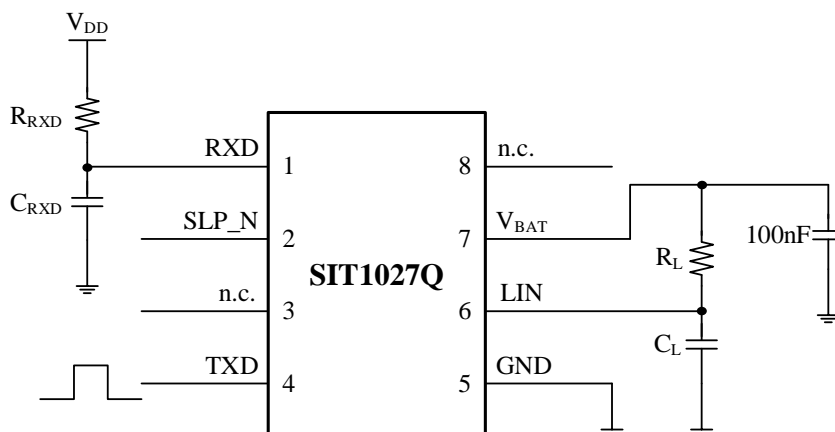 V_DD
R_RXD
C_RXD
RXD 1
SLP_N 2
n.c. 3
TXD 4
SIT1027Q
8 n.c.
7 V_BAT
6 LIN
5 GND
R_L
C_L
100nF